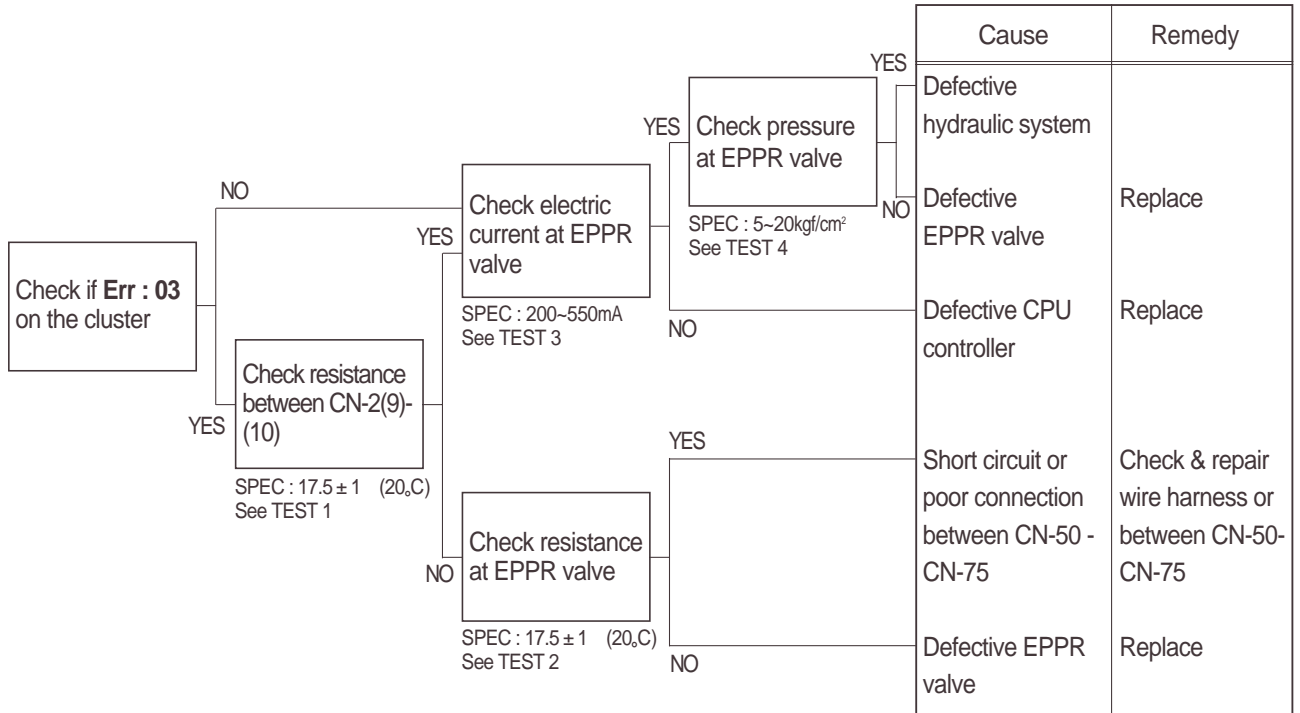 Cause
Remedy
YES
Defective
hydraulic system
YES
Check pressure
at EPPR valve
NO
Defective
EPPR valve
Replace
SPEC : 5~20kgf/cm²
See TEST 4
NO
Check electric
current at EPPR
valve
YES
SPEC : 200~550mA
See TEST 3
NO
Defective CPU
controller
Replace
Check if Err : 03
on the cluster
YES
Check resistance
between CN-2(9)-
(10)
SPEC : 17.5 ± 1 (20˳C)
See TEST 1
YES
Short circuit or
poor connection
between CN-50 -
CN-75
Check & repair
wire harness or
between CN-50-
CN-75
NO
Check resistance
at EPPR valve
SPEC : 17.5 ± 1 (20˳C)
See TEST 2
NO
Defective EPPR
valve
Replace